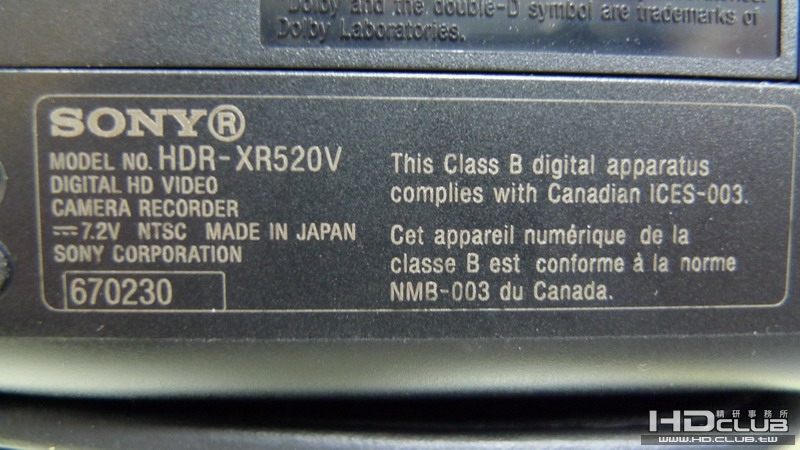 Dolby and the double-D symbol are trademarks of
Dolby Laboratories.
SONY®
MODEL NO. HDR-XR520V
DIGITAL HD VIDEO
CAMERA RECORDER
⎓ 7.2V NTSC MADE IN JAPAN
SONY CORPORATION
670230
This Class B digital apparatus
complies with Canadian ICES-003.
Cet appareil numérique de la
classe B est conforme à la norme
NMB-003 du Canada.
HDCLUB 精研事務所
WWW.HD.CLUB.TW